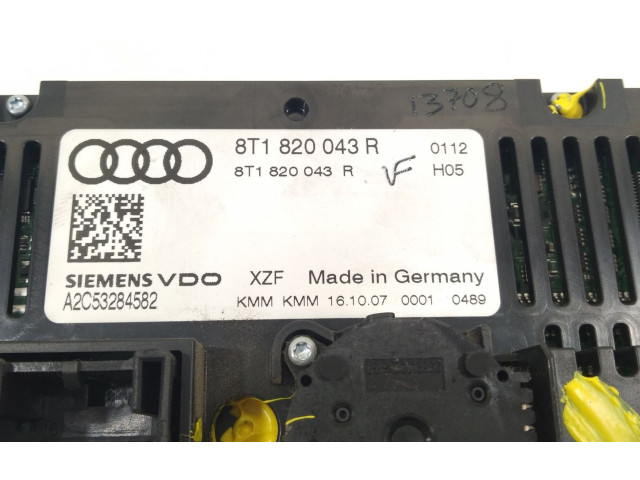 13708
8T1 820 043 R 0112
8T1 820 043 R VF H05
SIEMENS VDO XZF Made in Germany
A2C53284582 KMM KMM 16.10.07 0001 0489